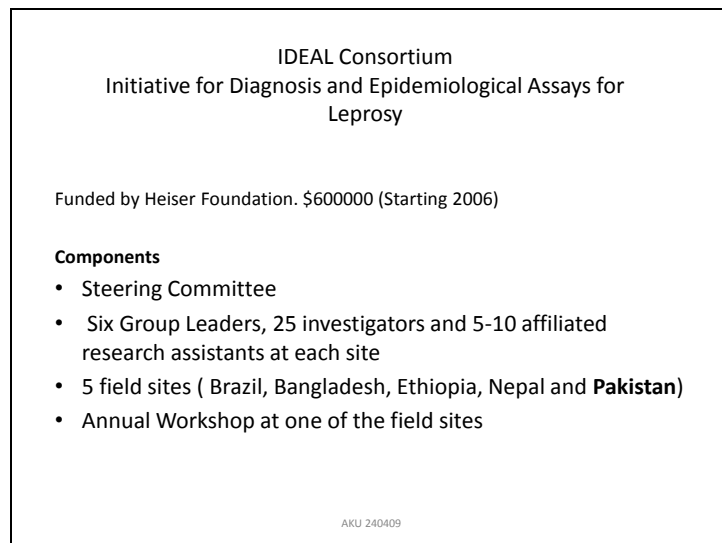 IDEAL Consortium
Initiative for Diagnosis and Epidemiological Assays for
Leprosy
Funded by Heiser Foundation. $600000 (Starting 2006)
Components
• Steering Committee
• Six Group Leaders, 25 investigators and 5-10 affiliated
research assistants at each site
• 5 field sites ( Brazil, Bangladesh, Ethiopia, Nepal and Pakistan)
• Annual Workshop at one of the field sites
AKU 240409